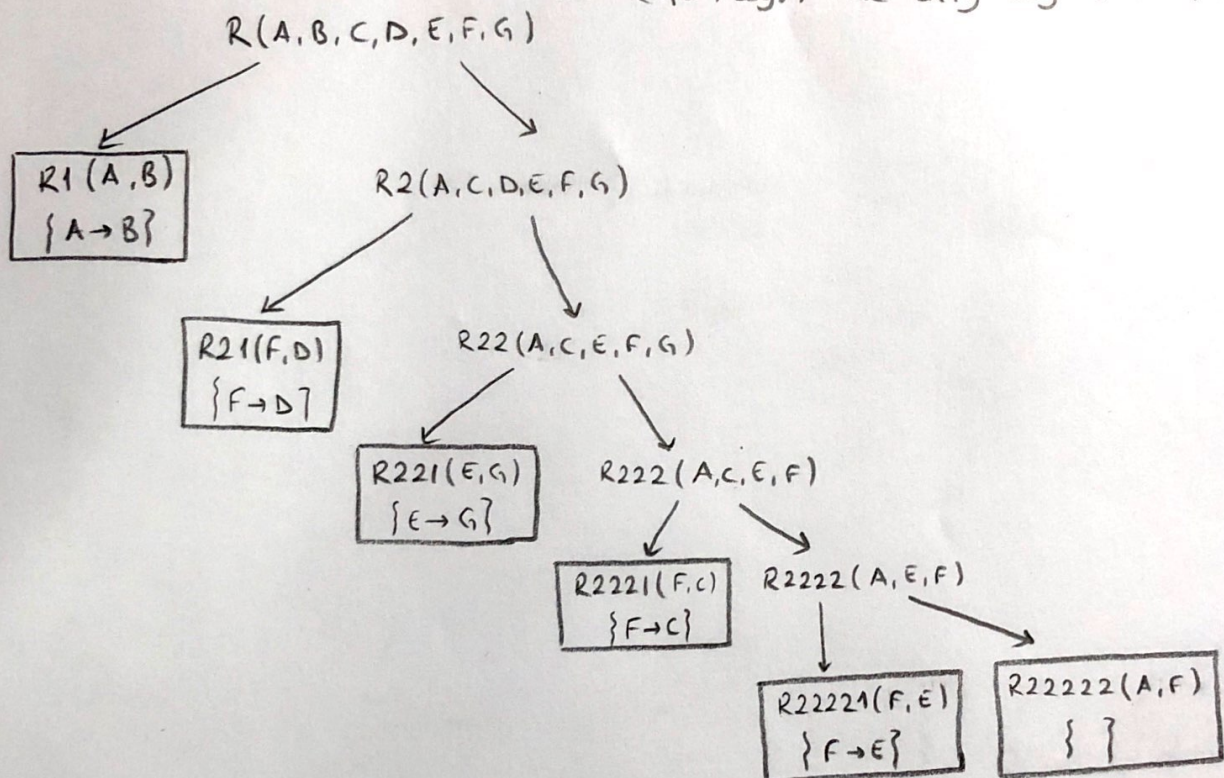 R(A,B,C,D,E,F,G)
R1(A,B)
{A→B}
R2(A,C,D,E,F,G)
R21(F,D)
{F→D}
R22(A,C,E,F,G)
R221(E,G)
{E→G}
R222(A,C,E,F)
R2221(F,C)
{F→C}
R2222(A,E,F)
R22221(F,E)
{F→E}
R22222(A,F)
{ }